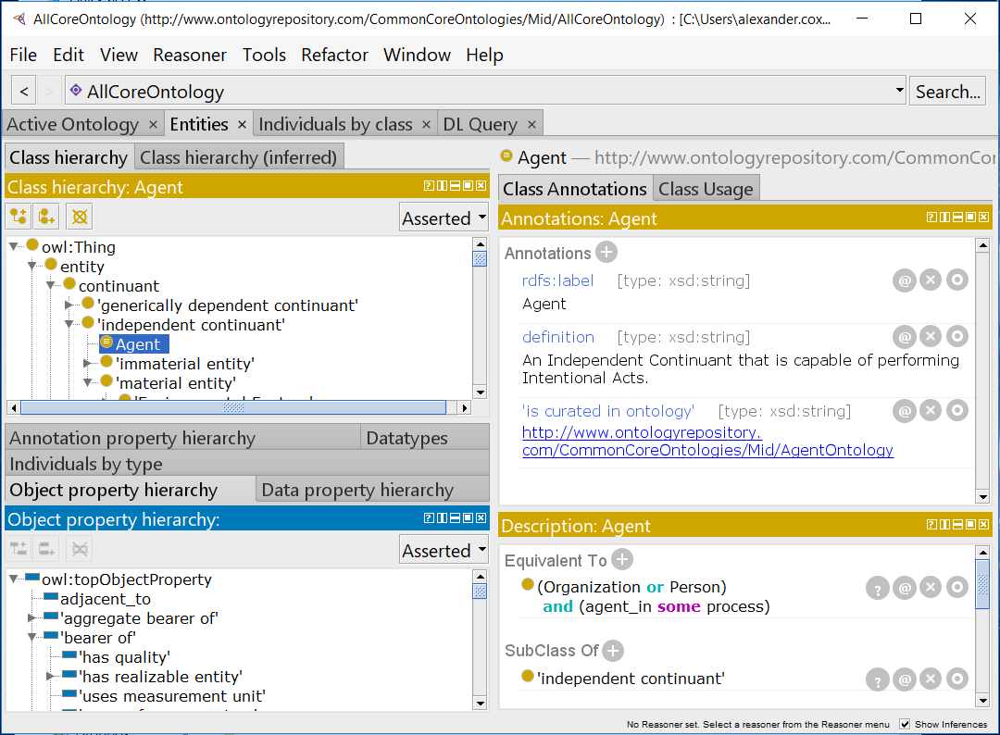 AllCoreOntology (http://www.ontologyrepository.com/CommonCoreOntologies/Mid/AllCoreOntology) : [C:\Users\alexander.cox...
File Edit View Reasoner Tools Refactor Window Help
< > AllCoreOntology Search...
Active Ontology × Entities × Individuals by class × DL Query ×
Class hierarchy Class hierarchy (inferred)
Class hierarchy: Agent
Asserted
owl:Thing
entity
continuant
'generically dependent continuant'
'independent continuant'
Agent
'immaterial entity'
'material entity'
Annotation property hierarchy Datatypes
Individuals by type
Object property hierarchy Data property hierarchy
Object property hierarchy:
Asserted
owl:topObjectProperty
adjacent_to
'aggregate bearer of'
'bearer of'
'has quality'
'has realizable entity'
'uses measurement unit'
Agent — http://www.ontologyrepository.com/CommonCor
Class Annotations Class Usage
Annotations: Agent
Annotations
rdfs:label [type: xsd:string]
Agent
definition [type: xsd:string]
An Independent Continuant that is capable of performing
Intentional Acts.
'is curated in ontology' [type: xsd:string]
http://www.ontologyrepository.
com/CommonCoreOntologies/Mid/AgentOntology
Description: Agent
Equivalent To
(Organization or Person)
and (agent_in some process)
SubClass Of
'independent continuant'
No Reasoner set. Select a reasoner from the Reasoner menu Show Inferences